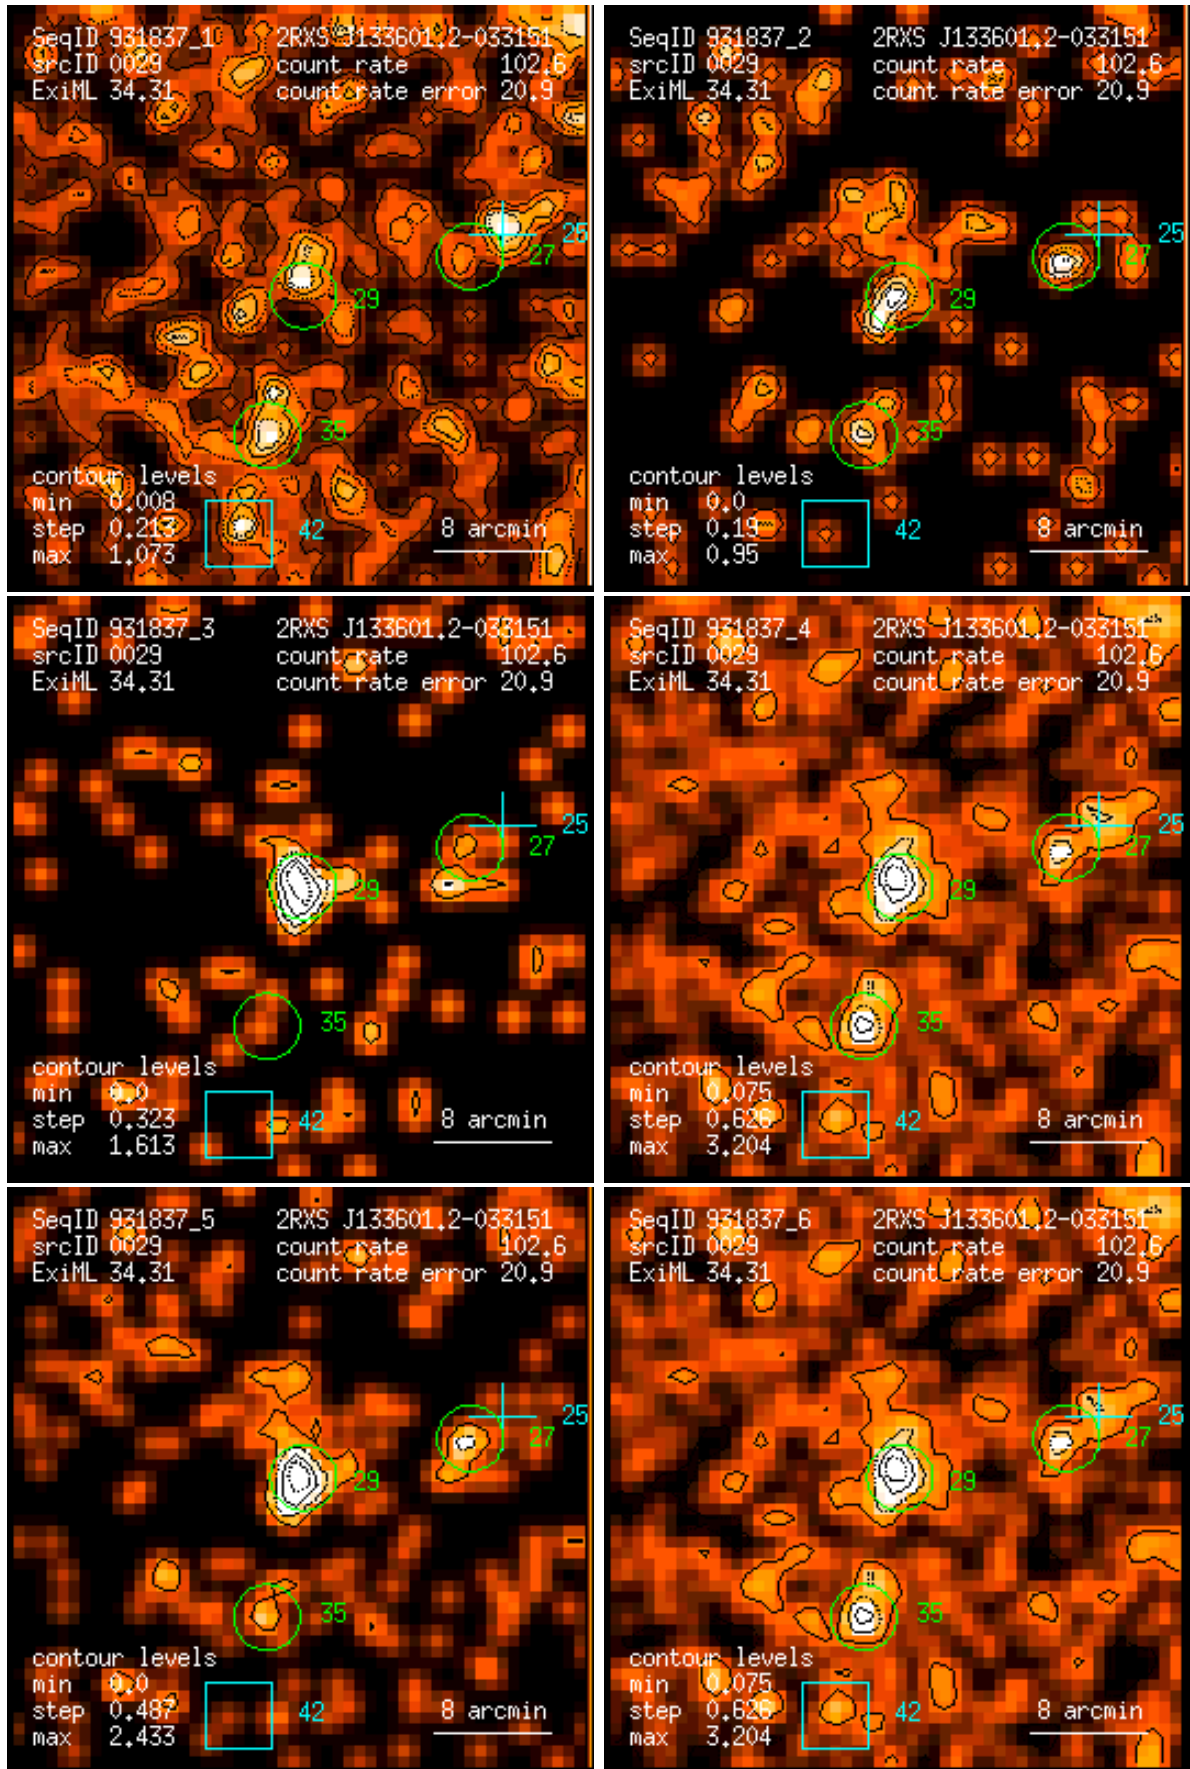 SeqID 931837_1 2RXS J133601.2-033151
srcID 0029 count rate 102.6
ExiML 34.31 count rate error 20.9
25
27
29
35
contour levels
min 0.008
step 0.213 42 8 arcmin
max 1.073
SeqID 931837_2 2RXS J133601.2-033151
srcID 0029 count rate 102.6
ExiML 34.31 count rate error 20.9
25
27
29
35
contour levels
min 0.0
step 0.19 42 8 arcmin
max 0.95
SeqID 931837_3 2RXS J133601.2-033151
srcID 0029 count rate 102.6
ExiML 34.31 count rate error 20.9
25
27
29
35
contour levels
min 0.0
step 0.323 42 8 arcmin
max 1.613
SeqID 931837_4 2RXS J133601.2-033151
srcID 0029 count rate 102.6
ExiML 34.31 count rate error 20.9
25
27
29
35
contour levels
min 0.075
step 0.626 42 8 arcmin
max 3.204
SeqID 931837_5 2RXS J133601.2-033151
srcID 0029 count rate 102.6
ExiML 34.31 count rate error 20.9
25
27
29
35
contour levels
min 0.0
step 0.487 42 8 arcmin
max 2.433
SeqID 931837_6 2RXS J133601.2-033151
srcID 0029 count rate 102.6
ExiML 34.31 count rate error 20.9
25
27
29
35
contour levels
min 0.075
step 0.626 42 8 arcmin
max 3.204